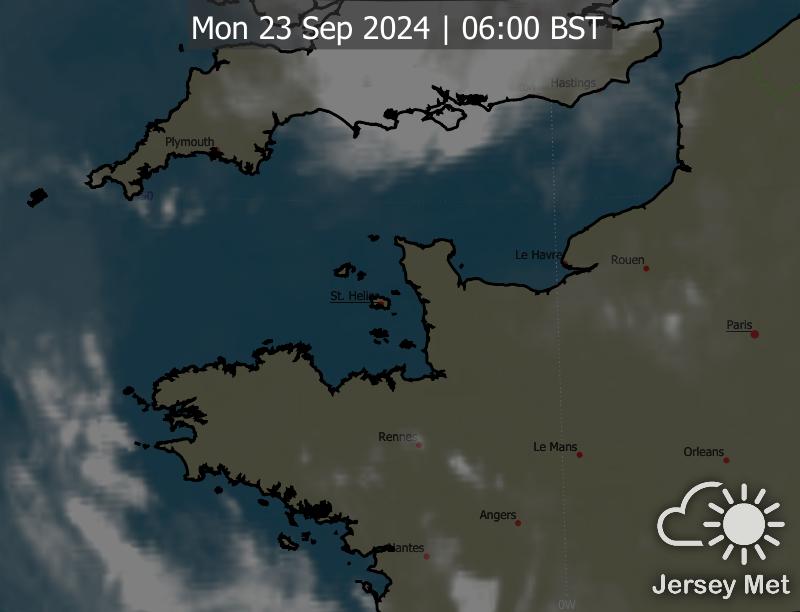 Mon 23 Sep 2024 | 06:00 BST
Hastings
Plymouth
50
Le Havre
Rouen
St. Helier
Paris
Rennes
Le Mans
Orleans
Angers
Nantes
Jersey Met
0W